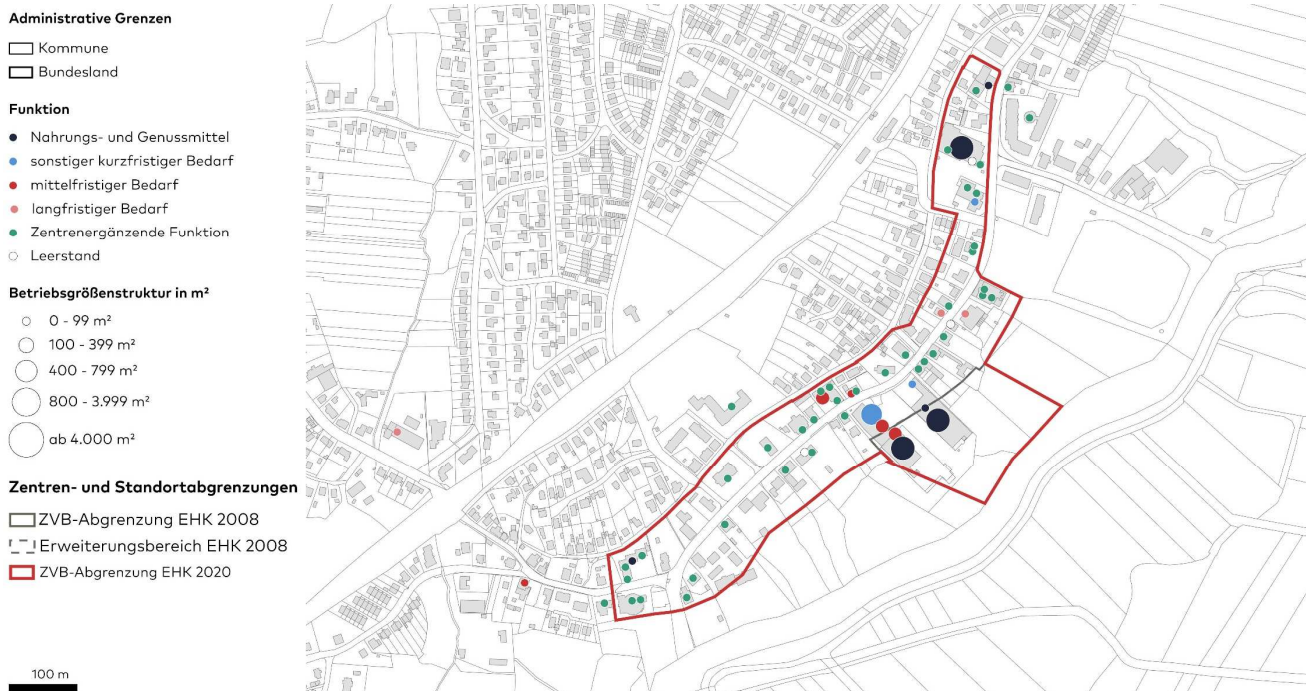 Administrative Grenzen
Kommune
Bundesland
Funktion
Nahrungs- und Genussmittel
sonstiger kurzfristiger Bedarf
mittelfristiger Bedarf
langfristiger Bedarf
Zentrenergänzende Funktion
Leerstand
Betriebsgrößenstruktur in m²
0 - 99 m²
100 - 399 m²
400 - 799 m²
800 - 3.999 m²
ab 4.000 m²
Zentren- und Standortabgrenzungen
ZVB-Abgrenzung EHK 2008
Erweiterungsbereich EHK 2008
ZVB-Abgrenzung EHK 2020
100 m